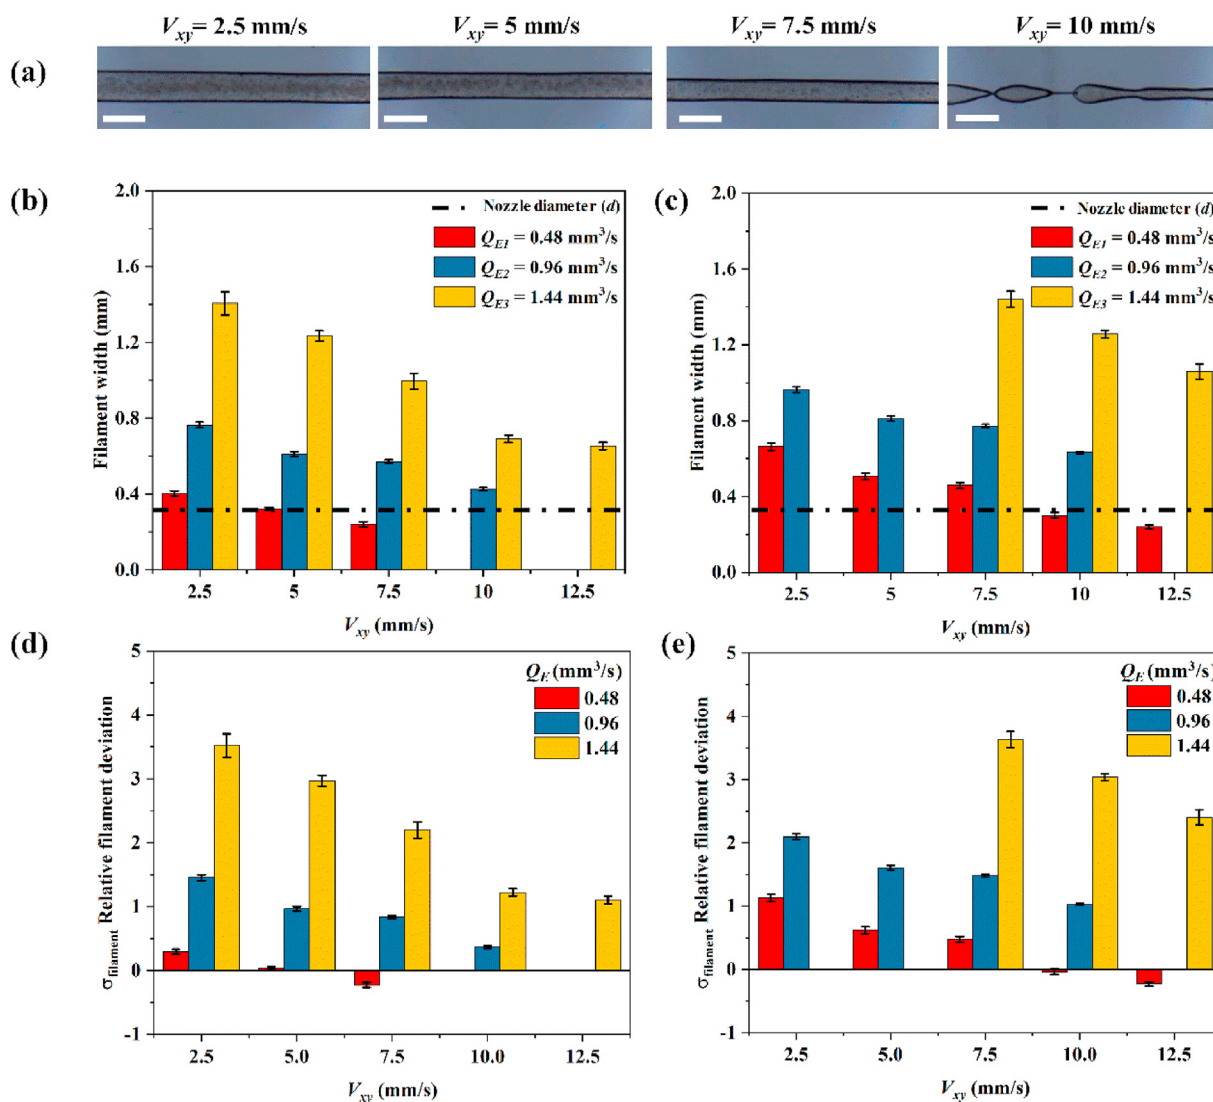 V_xy= 2.5 mm/s
V_xy= 5 mm/s
V_xy= 7.5 mm/s
V_xy= 10 mm/s
(a)
(b)
2.0
1.6
1.2
0.8
0.4
0.0
Filament width (mm)
Nozzle diameter (d)
Q_E1 = 0.48 mm³/s
Q_E2 = 0.96 mm³/s
Q_E3 = 1.44 mm³/s
2.5 5 7.5 10 12.5
V_xy (mm/s)
(c)
2.0
1.6
1.2
0.8
0.4
0.0
Filament width (mm)
Nozzle diameter (d)
Q_E1 = 0.48 mm³/s
Q_E2 = 0.96 mm³/s
Q_E3 = 1.44 mm³/s
2.5 5 7.5 10 12.5
V_xy (mm/s)
(d)
5
4
3
2
1
0
-1
σ_filament Relative filament deviation
Q_E (mm³/s)
0.48
0.96
1.44
2.5 5.0 7.5 10.0 12.5
V_xy (mm/s)
(e)
5
4
3
2
1
0
-1
σ_filament Relative filament deviation
Q_E (mm³/s)
0.48
0.96
1.44
2.5 5.0 7.5 10.0 12.5
V_xy (mm/s)